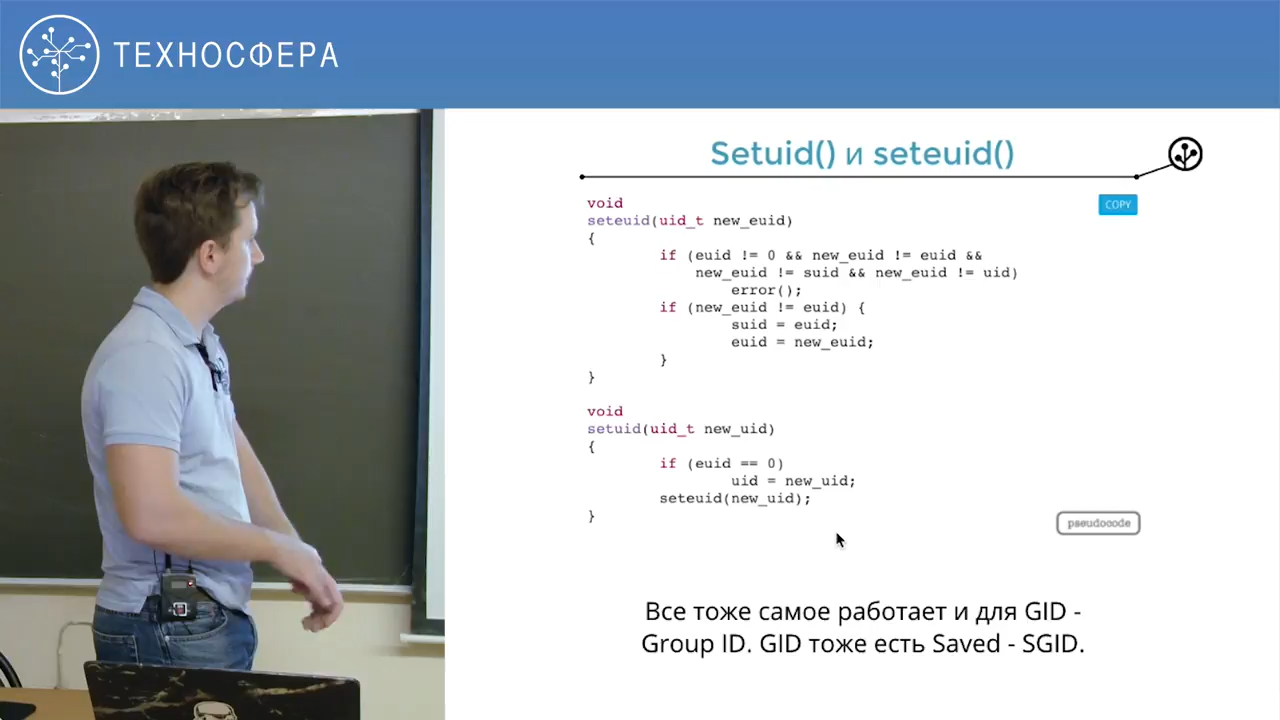 ТЕХНОСФЕРА
Setuid() и seteuid()
COPY
void
seteuid(uid_t new_euid)
{
if (euid != 0 && new_euid != euid &&
new_euid != suid && new_euid != uid)
error();
if (new_euid != euid) {
suid = euid;
euid = new_euid;
}
}
void
setuid(uid_t new_uid)
{
if (euid == 0)
uid = new_uid;
seteuid(new_uid);
}
pseudocode
Все тоже самое работает и для GID -
Group ID. GID тоже есть Saved - SGID.